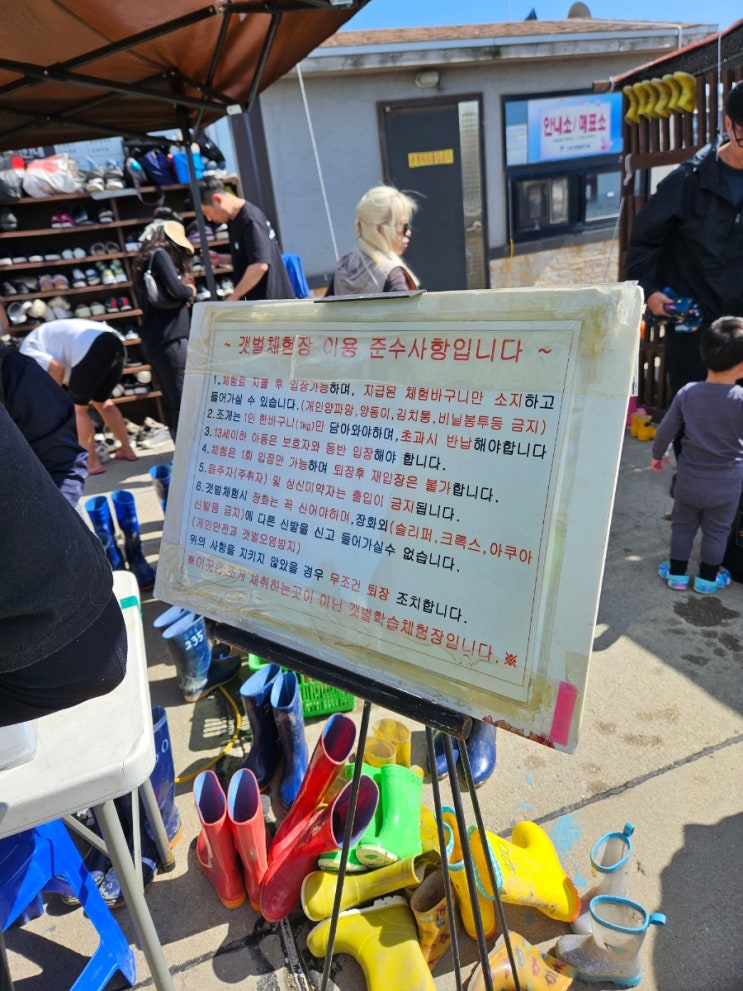 안내소/매표소
~ 갯벌체험장 이용 준수사항입니다 ~
1.체험료 지불 후 입장가능하며, 지급된 체험바구니만 소지하고
들어가실 수 있습니다.(개인양파망,양동이,김치통,비닐봉투등 금지)
2.조개는 1인 한바구니(1kg)만 담아와야하며,초과시 반납해야합니다
3.13세이하 아동은 보호자와 동반 입장해야 합니다.
4.체험은 1회 입장만 가능하며 퇴장후 재입장은 불가합니다.
5.음주자(주취자) 및 심신미약자는 출입이 금지됩니다.
6.갯벌체험시 장화는 꼭 신어야하며,장화외(슬리퍼,크록스,아쿠아
신발등 금지)에 다른 신발을 신고 들어가실수 없습니다.
(개인안전과 갯벌오염방지)
위의 사항을 지키지 않았을 경우 무조건 퇴장 조치합니다.
※이곳은 조개 채취하는곳이 아닌 갯벌학습체험장입니다.※
235